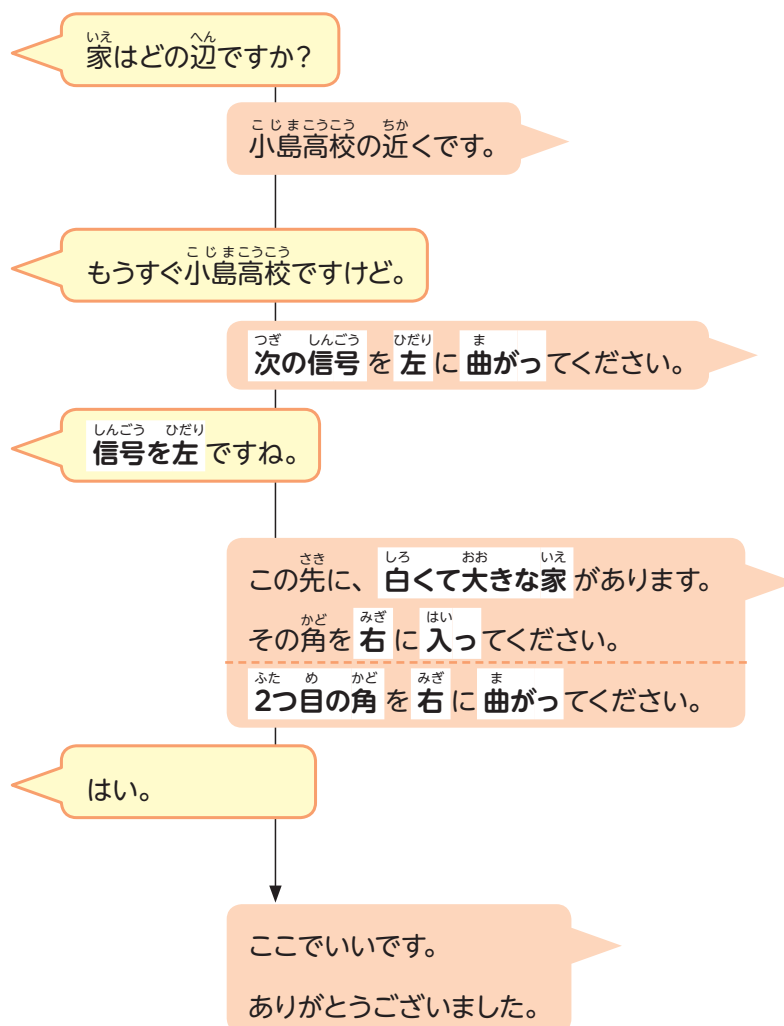 家はどの辺ですか？
小島高校の近くです。
もうすぐ小島高校ですけど。
次の信号を左に曲がってください。
信号を左ですね。
この先に、白くて大きな家があります。
その角を右に入ってください。
2つ目の角を右に曲がってください。
はい。
ここでいいです。
ありがとうございました。